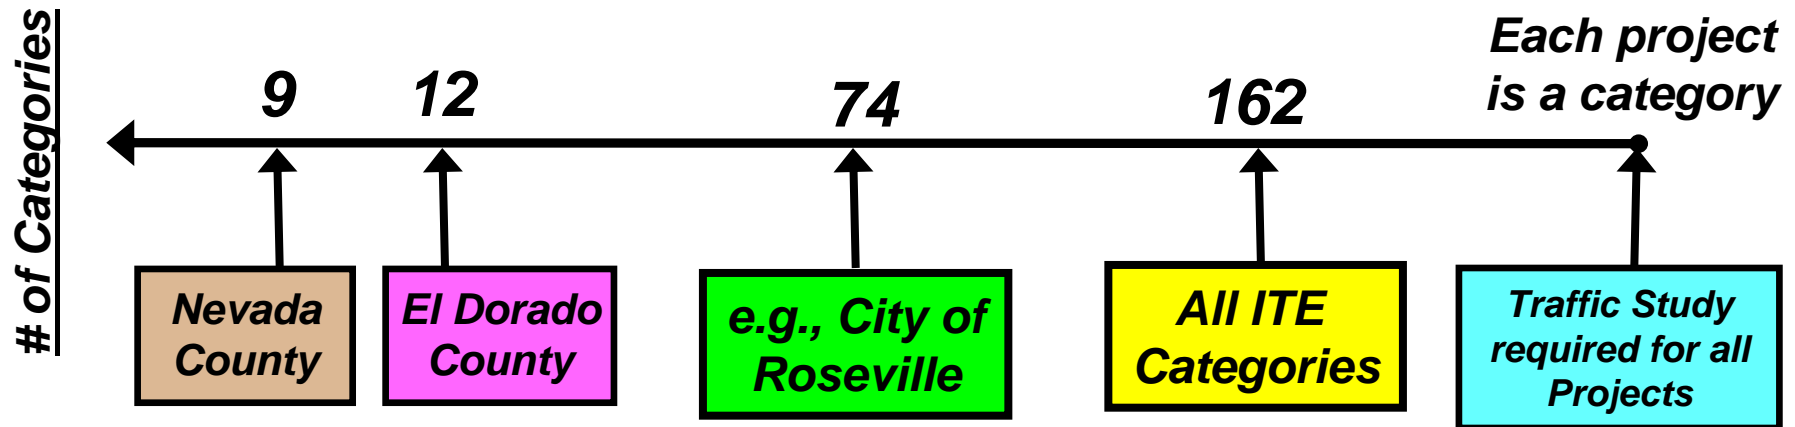 # of Categories
9
12
74
162
Each project
is a category
Nevada
County
El Dorado
County
e.g., City of
Roseville
All ITE
Categories
Traffic Study
required for all
Projects